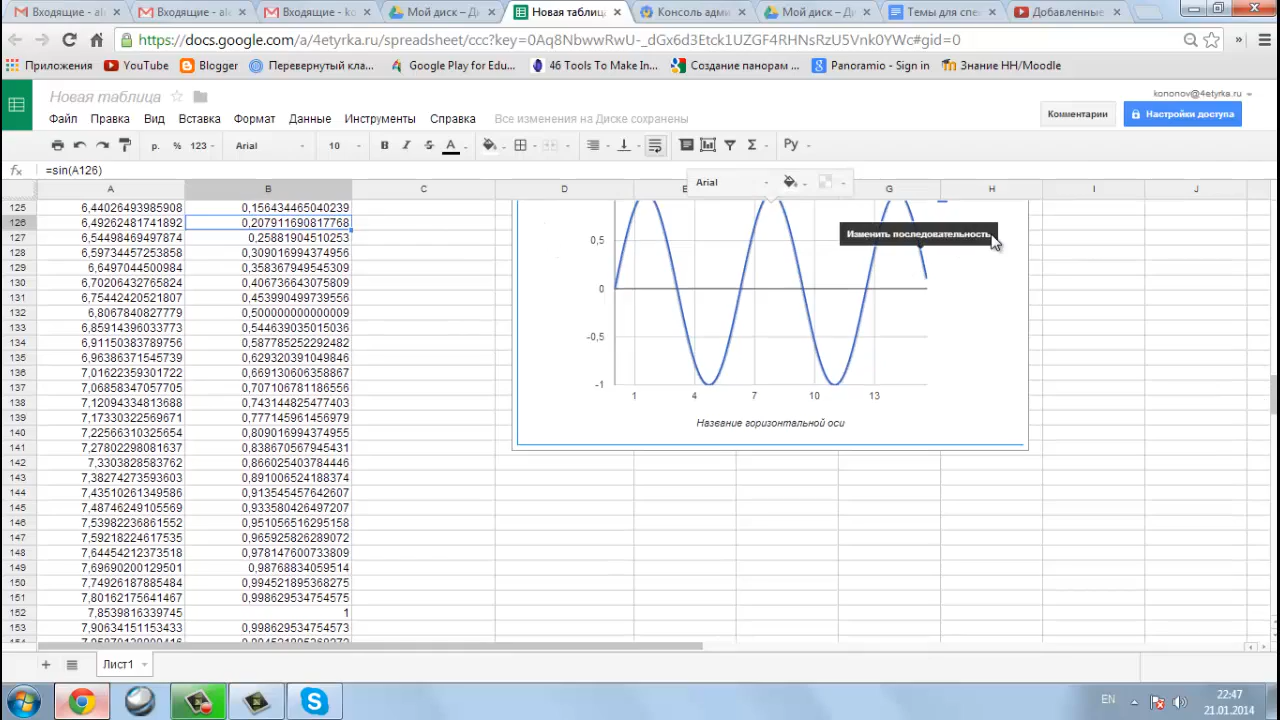 Входящие - ale
Входящие - ale
Входящие - ko
Мой диск – Д
Новая таблица
Консоль адми
Мой диск – Д
Темы для спе
Добавленные
https://docs.google.com/a/4etyrka.ru/spreadsheet/ccc?key=0Aq8NbwwRwU-_dGx6d3Etck1UZGF4RHNsRzU5Vnk0YWc#gid=0
Приложения
YouTube
Blogger
Перевернутый кла...
Google Play for Edu...
46 Tools To Make In...
Создание панорам ...
Panoramio - Sign in
Знание НН/Moodle
Новая таблица
kononov@4etyrka.ru
Файл Правка Вид Вставка Формат Данные Инструменты Справка Все изменения на Диске сохранены
Комментарии
Настройки доступа
р. % 123 Arial 10 B I S A Σ Ру
fx =sin(A126)
Arial
A B C D E G H I J
125 6,44026493985908 0,156434465040239
126 6,49262481741892 0,207911690817768
127 6,54498469497874 0,25881904510253
128 6,59734457253858 0,309016994374956
129 6,6497044500984 0,358367949545309
130 6,70206432765824 0,406736643075809
131 6,75442420521807 0,453990499739556
132 6,8067840827779 0,500000000000009
133 6,85914396033773 0,544639035015036
134 6,91150383789756 0,587785252292482
135 6,96386371545739 0,629320391049846
136 7,01622359301722 0,669130606358867
137 7,06858347057705 0,707106781186556
138 7,12094334813688 0,743144825477403
139 7,17330322569671 0,777145961456979
140 7,22566310325654 0,809016994374955
141 7,27802298081637 0,838670567945431
142 7,3303828583762 0,866025403784446
143 7,38274273593603 0,891006524188374
144 7,43510261349586 0,913545457642607
145 7,48746249105569 0,933580426497207
146 7,53982236861552 0,951056516295158
147 7,59218224617535 0,965925826289072
148 7,64454212373518 0,978147600733809
149 7,69690200129501 0,98768834059514
150 7,74926187885484 0,994521895368275
151 7,80162175641467 0,998629534754575
152 7,8539816339745 1
153 7,90634151153433 0,998629534754573
Изменить последовательность
0,5
0
-0,5
-1
1 4 7 10 13
Название горизонтальной оси
Лист1
EN
22:47
21.01.2014